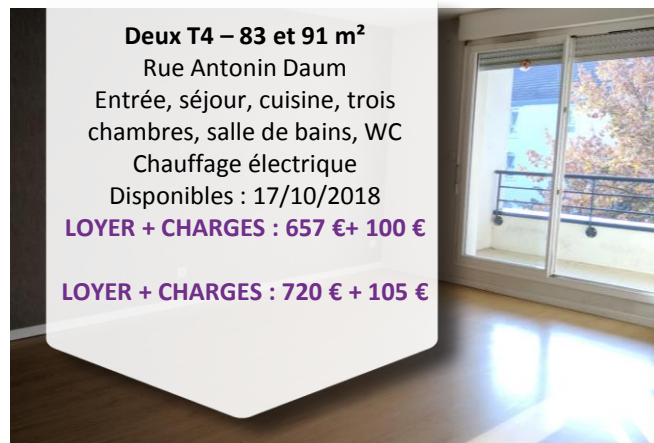 Deux T4 – 83 et 91 m²
Rue Antonin Daum
Entrée, séjour, cuisine, trois
chambres, salle de bains, WC
Chauffage électrique
Disponibles : 17/10/2018
LOYER + CHARGES : 657 €+ 100 €
LOYER + CHARGES : 720 € + 105 €